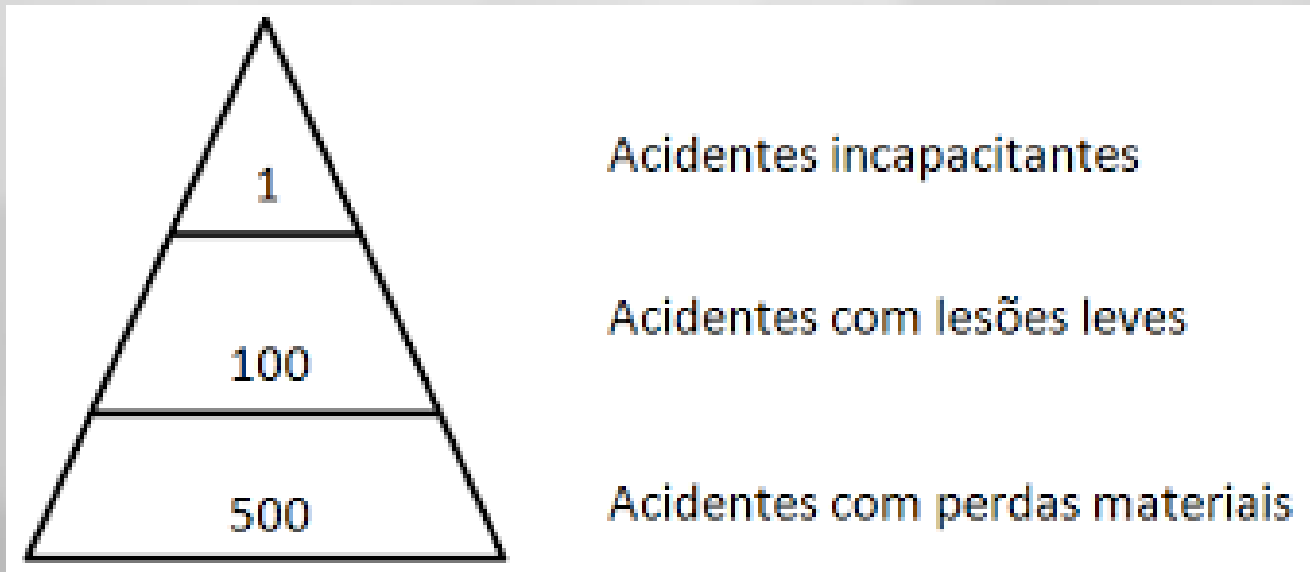 1
Acidentes incapacitantes
100
Acidentes com lesões leves
500
Acidentes com perdas materiais